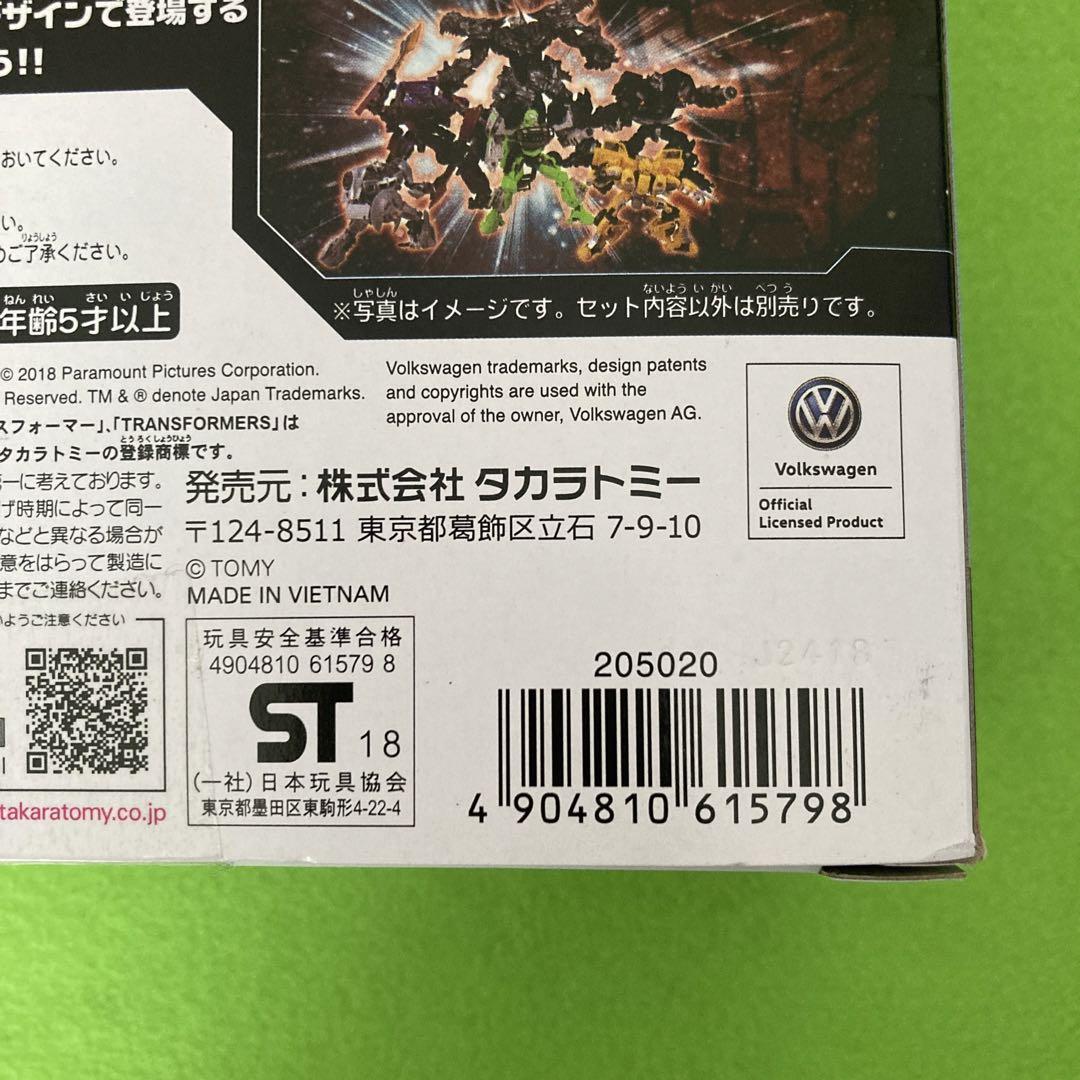 デザインで登場する
う!!
おいてください。
い。
りょうしょう
のご了承ください。
ねん れい さい い じょう
年齢5才以上
しゃしん ないよう い がい べつ う
※写真はイメージです。セット内容以外は別売りです。
© 2018 Paramount Pictures Corporation.
Reserved. TM & ® denote Japan Trademarks.
スフォーマー」、「TRANSFORMERS」は
とうろくしょうひょう
タカラトミーの登録商標です。
一に考えております。
げ時期によって同一
などと異なる場合が
意をはらって製造に
までご連絡ください。
Volkswagen trademarks, design patents
and copyrights are used with the
approval of the owner, Volkswagen AG.
Volkswagen
Official
Licensed Product
発売元:株式会社 タカラトミー
〒124-8511 東京都葛飾区立石 7-9-10
© TOMY
MADE IN VIETNAM
いようご注意ください
takaratomy.co.jp
玩具安全基準合格
4904810 61579 8
ST 18
(一社)日本玩具協会
東京都墨田区東駒形4-22-4
205020
J2418
4 904810 615798